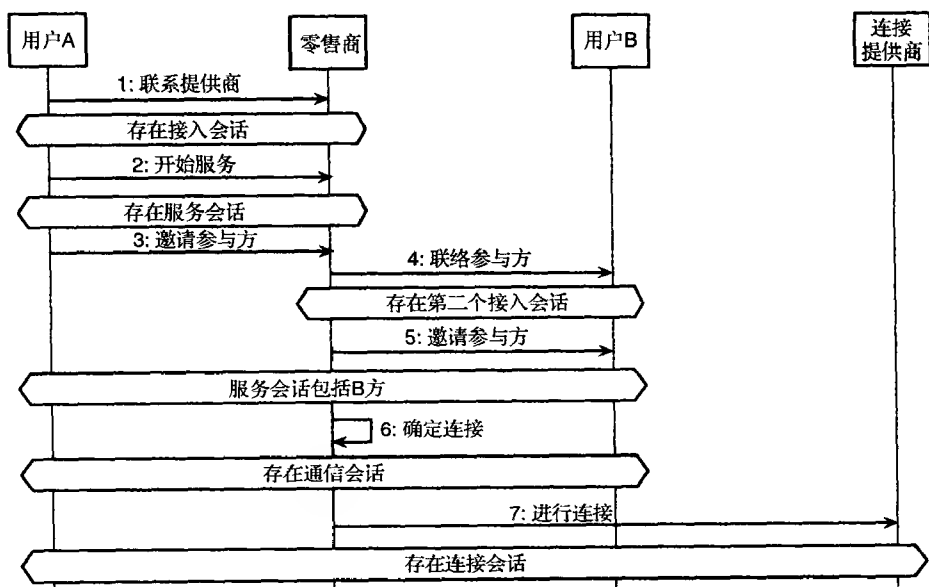 用户A
零售商
用户B
连接
提供商
1: 联系提供商
存在接入会话
2: 开始服务
存在服务会话
3: 邀请参与方
4: 联络参与方
存在第二个接入会话
5: 邀请参与方
服务会话包括B方
6: 确定连接
存在通信会话
7: 进行连接
存在连接会话